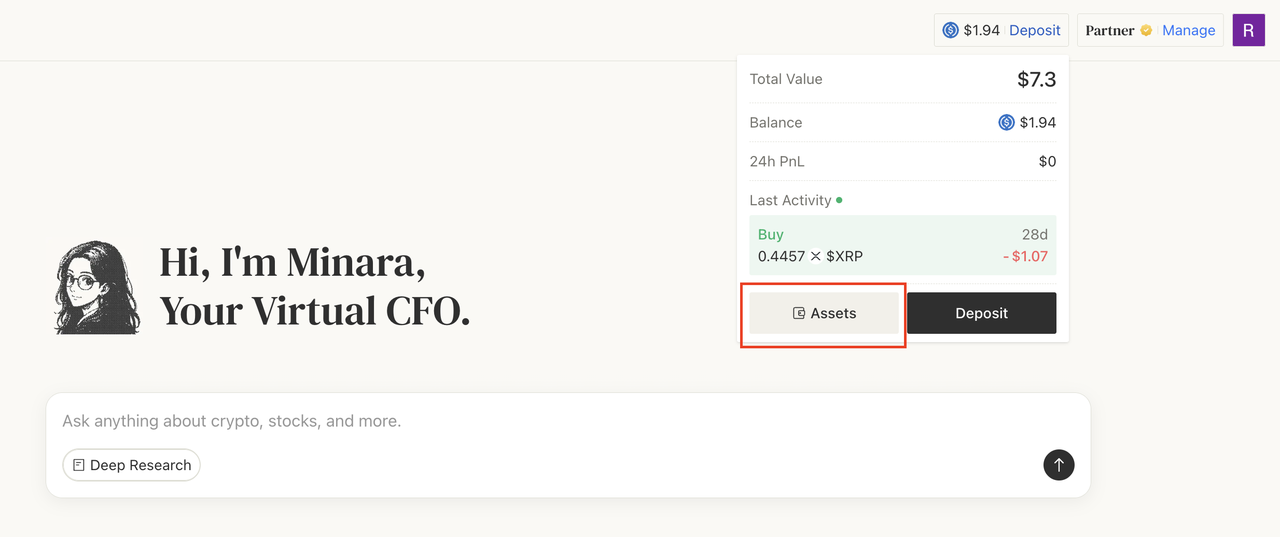 $1.94 Deposit
Partner Manage
R
Total Value $7.3
Balance $1.94
24h PnL $0
Last Activity
Buy 28d
0.4457 × $XRP - $1.07
Assets Deposit
Hi, I'm Minara,
Your Virtual CFO.
Ask anything about crypto, stocks, and more.
Deep Research